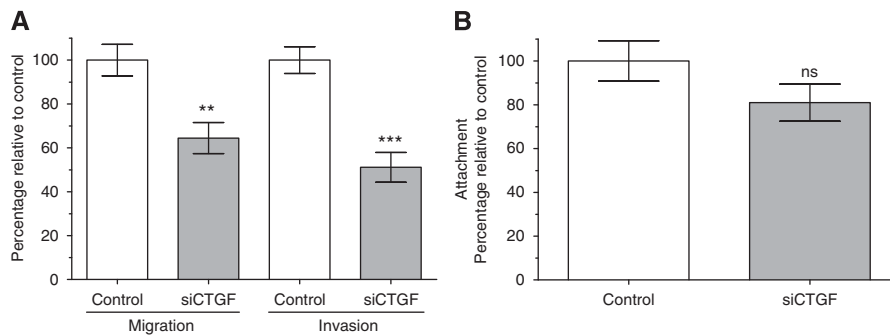 A
Percentage relative to control
100
80
60
40
20
0
**
***
Control
siCTGF
Control
siCTGF
Migration
Invasion
B
Attachment
Percentage relative to control
100
80
60
40
20
0
ns
Control
siCTGF